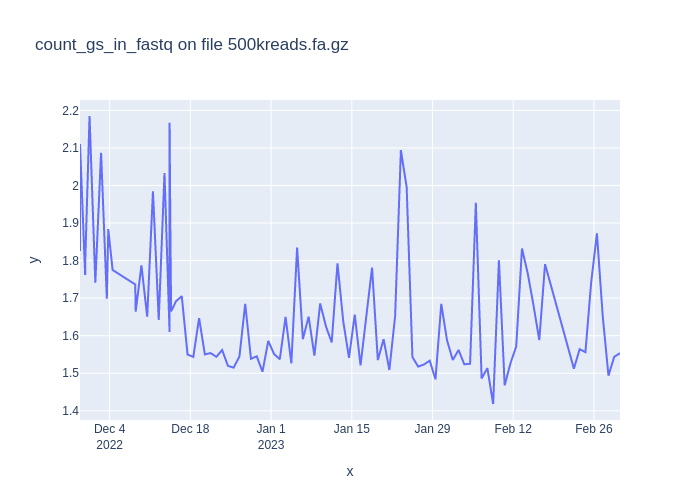 count_gs_in_fastq on file 500kreads.fa.gz
2.2
2.1
2
1.9
1.8
1.7
1.6
1.5
1.4
y
Dec 4 Dec 18 Jan 1 Jan 15 Jan 29 Feb 12 Feb 26
2022 2023
x